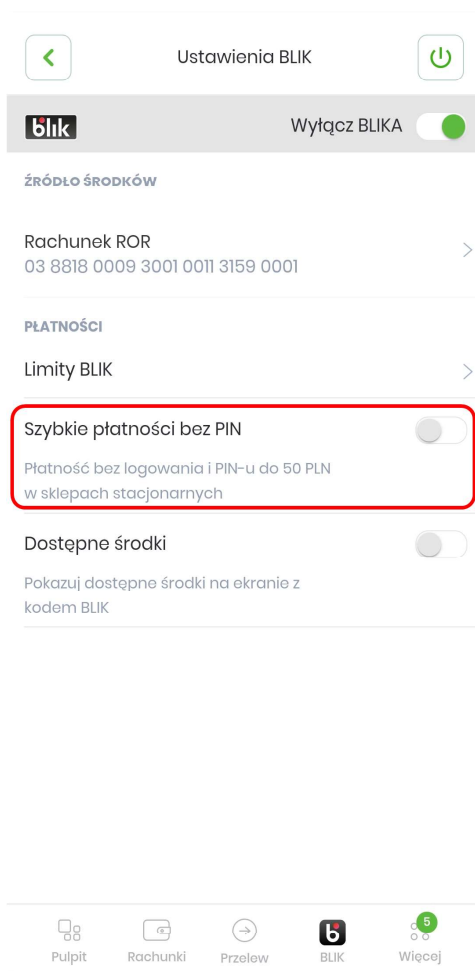 Ustawienia BLIK
blik
Wyłącz BLIKA
ŹRÓDŁO ŚRODKÓW
Rachunek ROR
03 8818 0009 3001 0011 3159 0001
PŁATNOŚCI
Limity BLIK
Szybkie płatności bez PIN
Płatność bez logowania i PIN-u do 50 PLN
w sklepach stacjonarnych
Dostępne środki
Pokazuj dostępne środki na ekranie z
kodem BLIK
5
Pulpit Rachunki Przelew BLIK Więcej